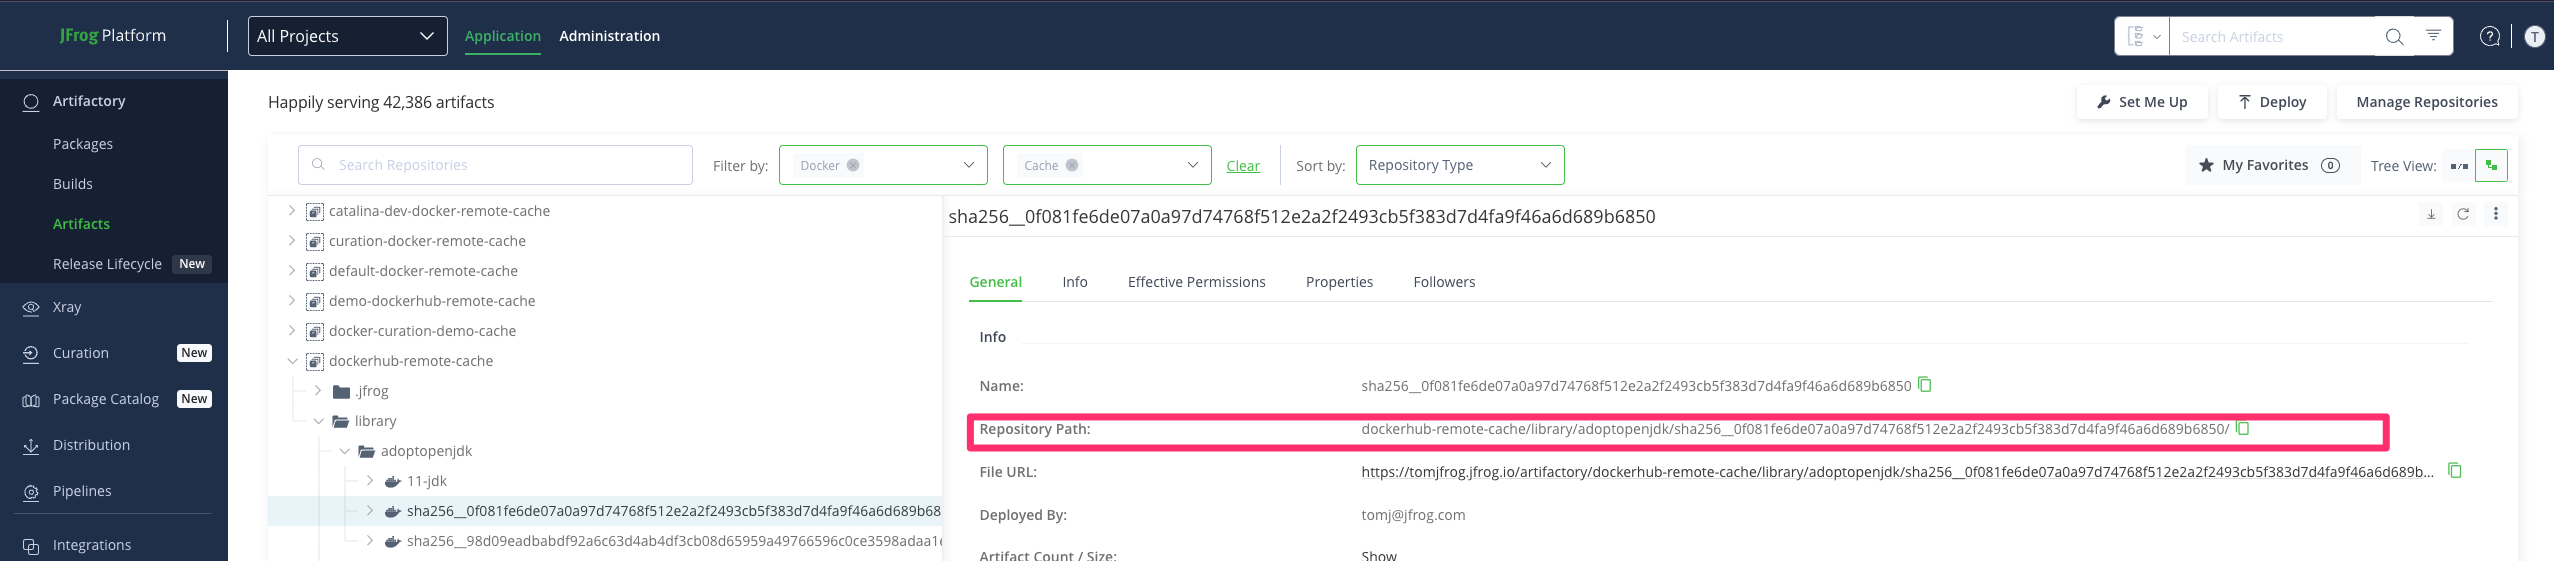 JFrog Platform
All Projects
Application
Administration
Search Artifacts
T
Artifactory
Packages
Builds
Artifacts
Release Lifecycle New
Xray
Curation New
Package Catalog New
Distribution
Pipelines
Integrations
Happily serving 42,386 artifacts
Set Me Up
Deploy
Manage Repositories
Search Repositories
Filter by:
Docker
Cache
Clear
Sort by:
Repository Type
My Favorites 0
Tree View:
catalina-dev-docker-remote-cache
curation-docker-remote-cache
default-docker-remote-cache
demo-dockerhub-remote-cache
docker-curation-demo-cache
dockerhub-remote-cache
.jfrog
library
adoptopenjdk
11-jdk
sha256__0f081fe6de07a0a97d74768f512e2a2f2493cb5f383d7d4fa9f46a6d689b68
sha256__98d09eadbabdf92a6c63d4ab4df3cb08d65959a49766596c0ce3598adaa1e
sha256__0f081fe6de07a0a97d74768f512e2a2f2493cb5f383d7d4fa9f46a6d689b6850
General
Info
Effective Permissions
Properties
Followers
Info
Name: sha256__0f081fe6de07a0a97d74768f512e2a2f2493cb5f383d7d4fa9f46a6d689b6850
Repository Path: dockerhub-remote-cache/library/adoptopenjdk/sha256__0f081fe6de07a0a97d74768f512e2a2f2493cb5f383d7d4fa9f46a6d689b6850/
File URL: https://tomjfrog.jfrog.io/artifactory/dockerhub-remote-cache/library/adoptopenjdk/sha256__0f081fe6de07a0a97d74768f512e2a2f2493cb5f383d7d4fa9f46a6d689b...
Deployed By: tomj@jfrog.com
Artifact Count / Size: Show